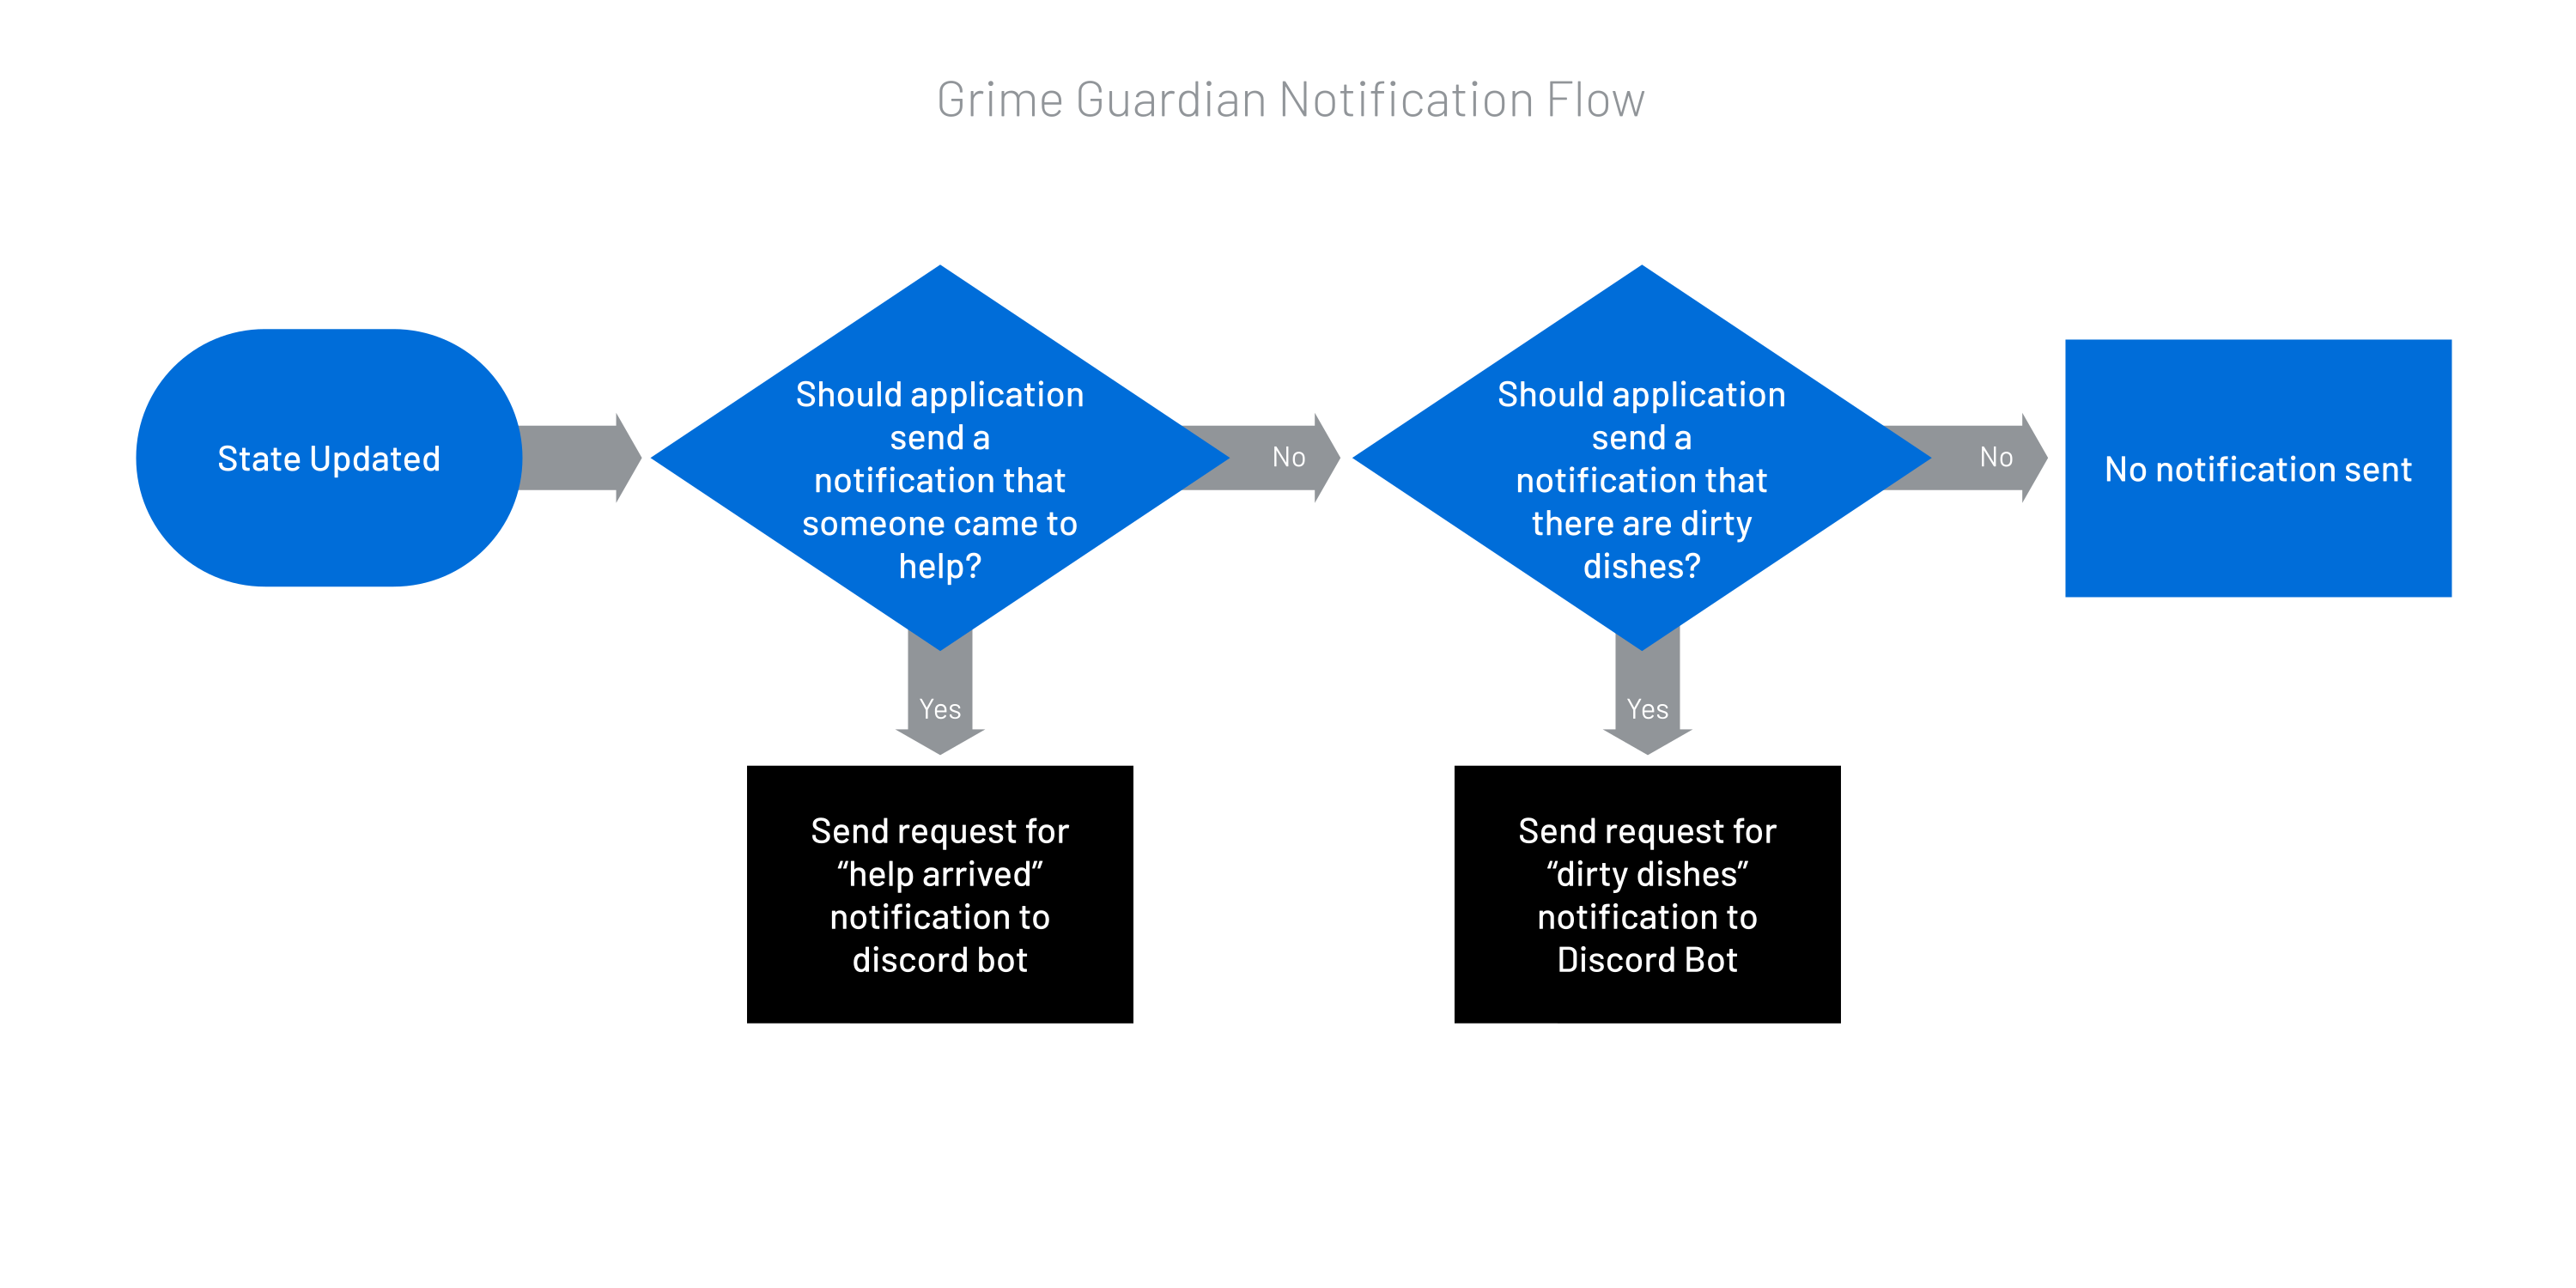 Grime Guardian Notification Flow
State Updated
Should application
send a
notification that
someone came to
help?
No
Should application
send a
notification that
there are dirty
dishes?
No
No notification sent
Yes
Yes
Send request for
“help arrived”
notification to
discord bot
Send request for
“dirty dishes”
notification to
Discord Bot